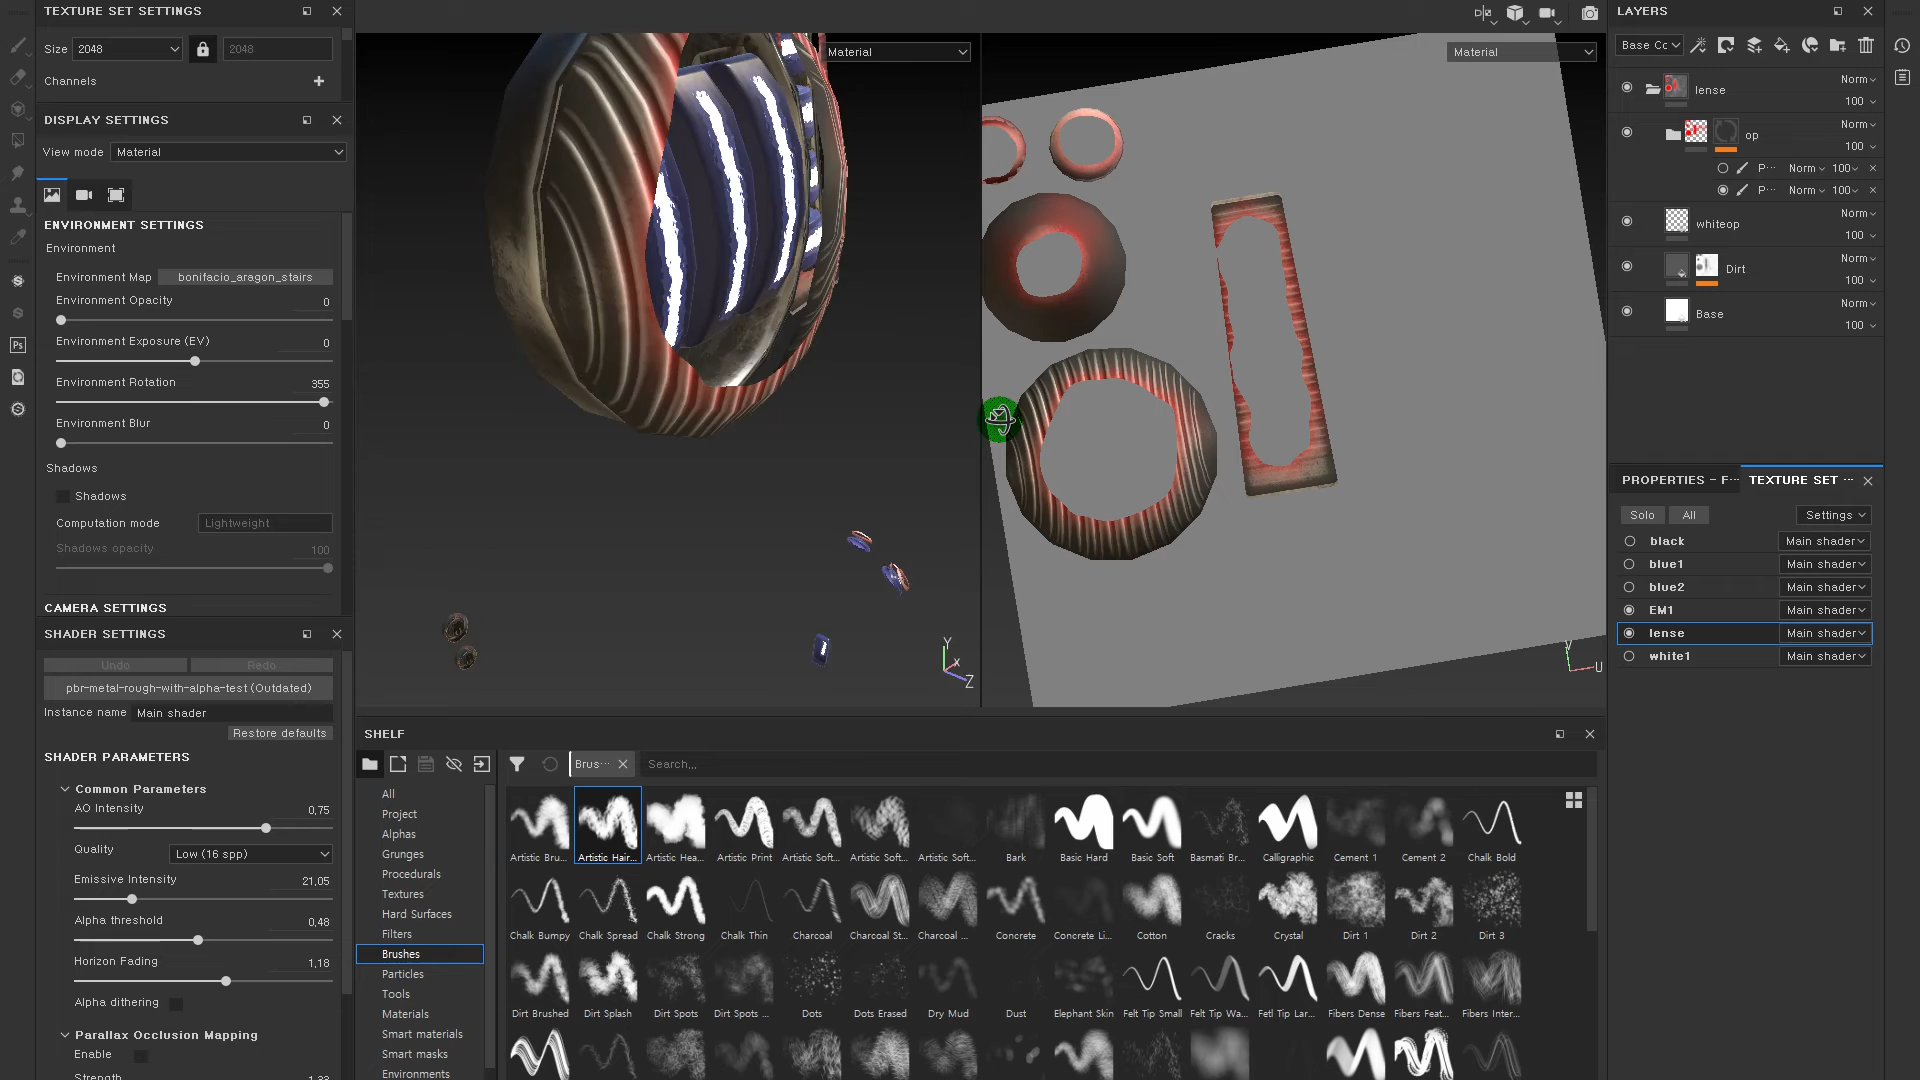 TEXTURE SET SETTINGS
Size 2048 2048
Channels
DISPLAY SETTINGS
View mode Material
ENVIRONMENT SETTINGS
Environment
Environment Map bonifacio_aragon_stairs
Environment Opacity 0
Environment Exposure (EV) 0
Environment Rotation 355
Environment Blur 0
Shadows
Shadows
Computation mode Lightweight
Shadows opacity 100
CAMERA SETTINGS
SHADER SETTINGS
Undo Redo
pbr-metal-rough-with-alpha-test (Outdated)
Instance name Main shader
Restore defaults
SHADER PARAMETERS
Common Parameters
AO Intensity 0,75
Quality Low (16 spp)
Emissive Intensity 21,05
Alpha threshold 0,48
Horizon Fading 1,18
Alpha dithering
Parallax Occlusion Mapping
Enable
Strength 1,33
Material
Material
Y
X
Z
V
U
SHELF
Brus··· Search,,,
All
Project
Alphas
Grunges
Procedurals
Textures
Hard Surfaces
Filters
Brushes
Particles
Tools
Materials
Smart materials
Smart masks
Environments
Artistic Bru... Artistic Hair... Artistic Hea... Artistic Print Artistic Soft... Artistic Soft... Artistic Soft... Bark Basic Hard Basic Soft Basmati Br... Calligraphic Cement 1 Cement 2 Chalk Bold
Chalk Bumpy Chalk Spread Chalk Strong Chalk Thin Charcoal Charcoal St... Charcoal ... Concrete Concrete Li... Cotton Cracks Crystal Dirt 1 Dirt 2 Dirt 3
Dirt Brushed Dirt Splash Dirt Spots Dirt Spots ... Dots Dots Erased Dry Mud Dust Elephant Skin Felt Tip Small Felt Tip Wa... Fetl Tip Lar... Fibers Dense Fibers Feat... Fibers Inter...
LAYERS
Base Cc
lense Norm 100
op Norm 100
P··· Norm 100
P··· Norm 100
whiteop Norm 100
Dirt Norm 100
Base Norm 100
PROPERTIES - F··· TEXTURE SET ···
Solo All Settings
black Main shader
blue1 Main shader
blue2 Main shader
EM1 Main shader
lense Main shader
white1 Main shader
Ps